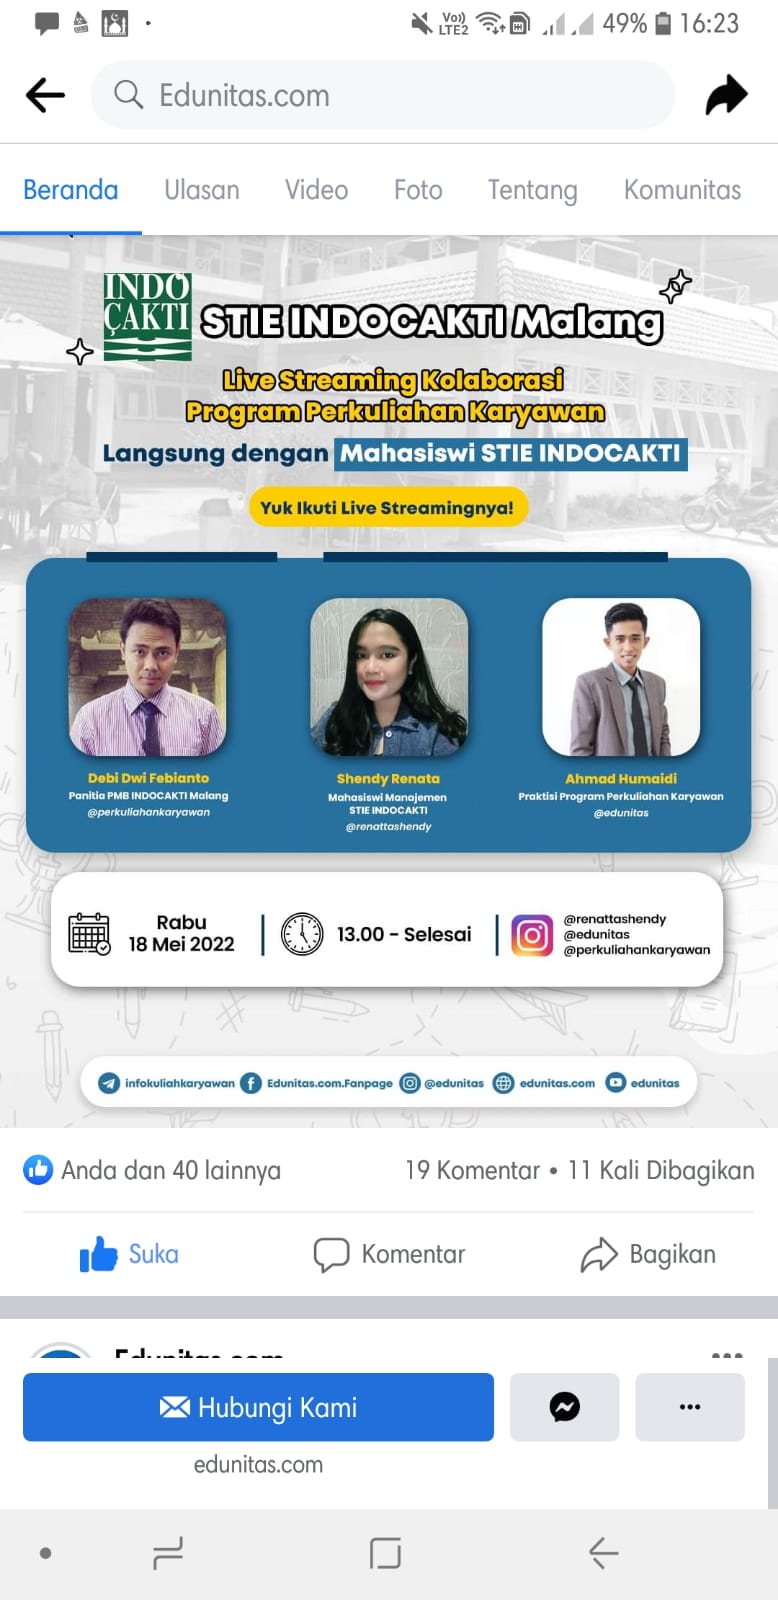 Vo))
LTE2
49%
16:23
Edunitas.com
Beranda
Ulasan
Video
Foto
Tentang
Komunitas
INDO
ÇAKTI
STIE INDOCAKTI Malang
Live Streaming Kolaborasi
Program Perkuliahan Karyawan
Langsung dengan Mahasiswi STIE INDOCAKTI
Yuk Ikuti Live Streamingnya!
Debi Dwi Febianto
Panitia PMB INDOCAKTI Malang
@perkuliahankaryawan
Shendy Renata
Mahasiswi Manajemen
STIE INDOCAKTI
@renattashendy
Ahmad Humaidi
Praktisi Program Perkuliahan Karyawan
@edunitas
Rabu
18 Mei 2022
13.00 - Selesai
@renattashendy
@edunitas
@perkuliahankaryawan
infokuliahkaryawan
Edunitas.com.Fanpage
@edunitas
edunitas.com
edunitas
Anda dan 40 lainnya
19 Komentar • 11 Kali Dibagikan
Suka
Komentar
Bagikan
Edunitas.com
Hubungi Kami
edunitas.com